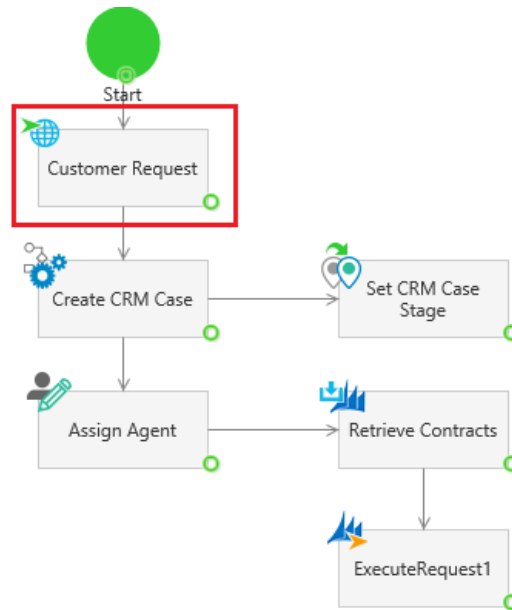 Start
Customer Request
Create CRM Case
Set CRM Case
Stage
Assign Agent
Retrieve Contracts
ExecuteRequest1